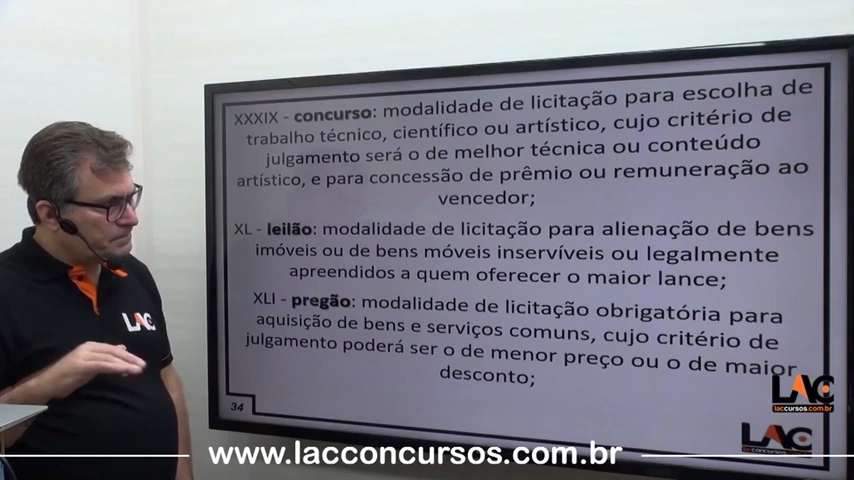 XXXIX - concurso: modalidade de licitação para escolha de
trabalho técnico, científico ou artístico, cujo critério de
julgamento será o de melhor técnica ou conteúdo
artístico, e para concessão de prêmio ou remuneração ao
vencedor;
XL - leilão: modalidade de licitação para alienação de bens
imóveis ou de bens móveis inservíveis ou legalmente
apreendidos a quem oferecer o maior lance;
XLI - pregão: modalidade de licitação obrigatória para
aquisição de bens e serviços comuns, cujo critério de
julgamento poderá ser o de menor preço ou o de maior
desconto;
34
LAC
LAC
laccursos.com.br
LAC
www.lacconcursos.com.br